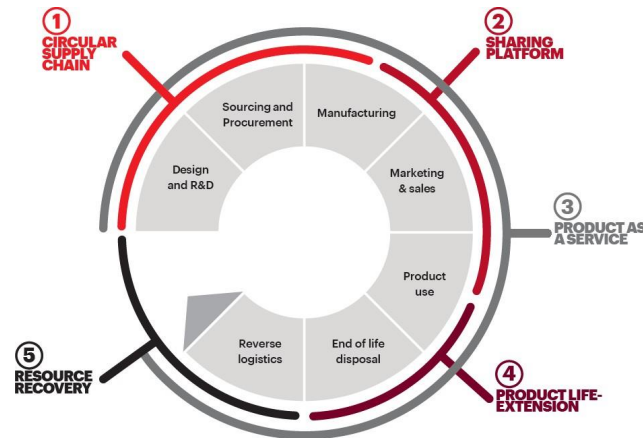 1
CIRCULAR
SUPPLY
CHAIN
2
SHARING
PLATFORM
Sourcing and
Procurement
Manufacturing
Design
and R&D
Marketing
& sales
3
PRODUCT AS
A SERVICE
Product
use
Reverse
logistics
End of life
disposal
5
RESOURCE
RECOVERY
4
PRODUCT LIFE-
EXTENSION